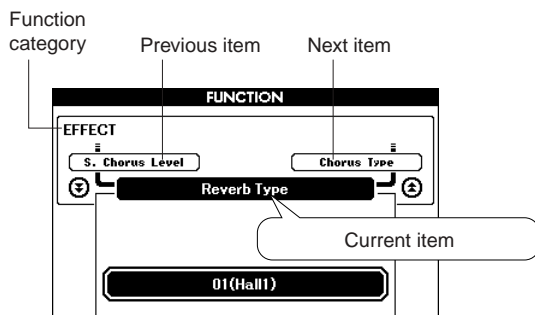 Function
category
Previous item
Next item
FUNCTION
EFFECT
S. Chorus Level
Chorus Type
Reverb Type
Current item
01(Hall1)